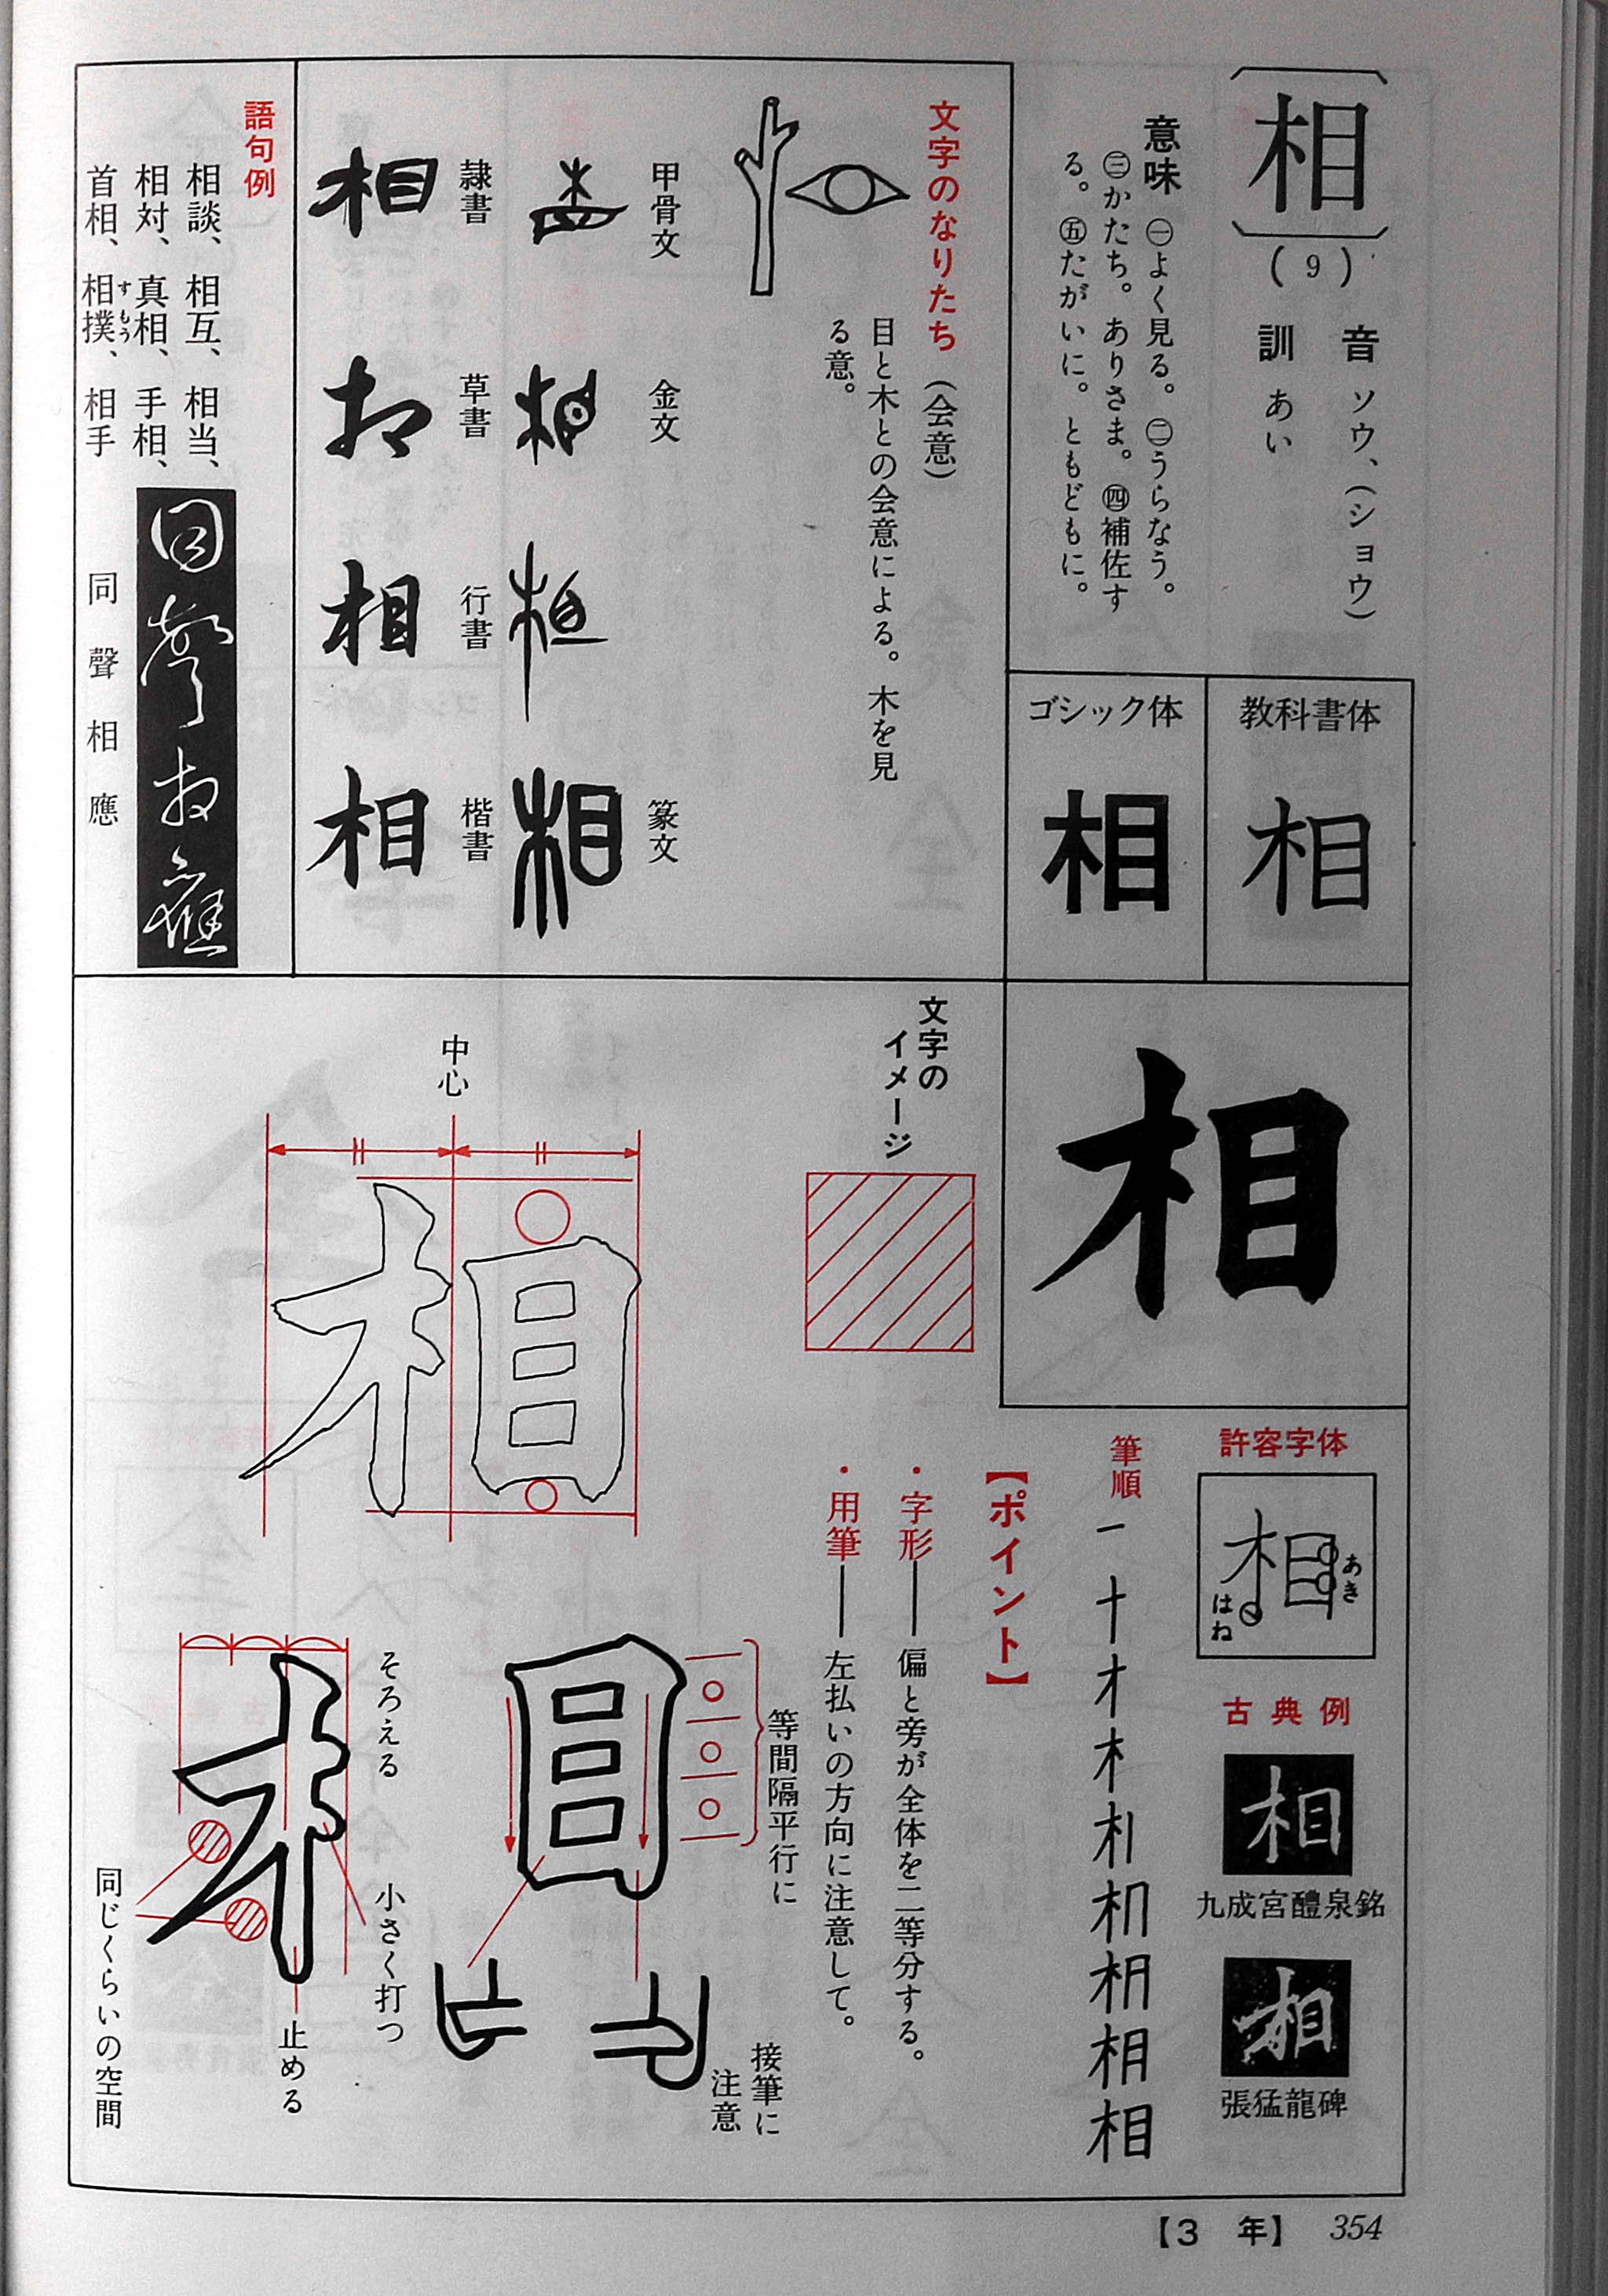 相
(9)
音 ソウ、(ショウ)
訓 あい
意味 ㊀よく見る。㊁うらなう。
㊂かたち。ありさま。㊃補佐す
る。㊄たがいに。ともどもに。
教科書体
相
ゴシック体
相
文字のなりたち (会意)
目と木との会意による。木を見
る意。
甲骨文
金文
篆文
相
隷書
相
草書
相
行書
相
楷書
相
語句例
相談、相互、相当、
相対、真相、手相、
首相、相撲、相手
すもう
同聲相應
同聲相應
相
文字の
イメージ
中心
相
許容字体
相
あき
はね
古典例
相
九成宮醴泉銘
相
張猛龍碑
筆順 一 十 才 木 相
【ポイント】
・字形──偏と旁が全体を二等分する。
・用筆──左払いの方向に注意して。
等間隔平行に
接筆に
注意
そろえる
小さく打つ
止める
同じくらいの空間
【3 年】 354